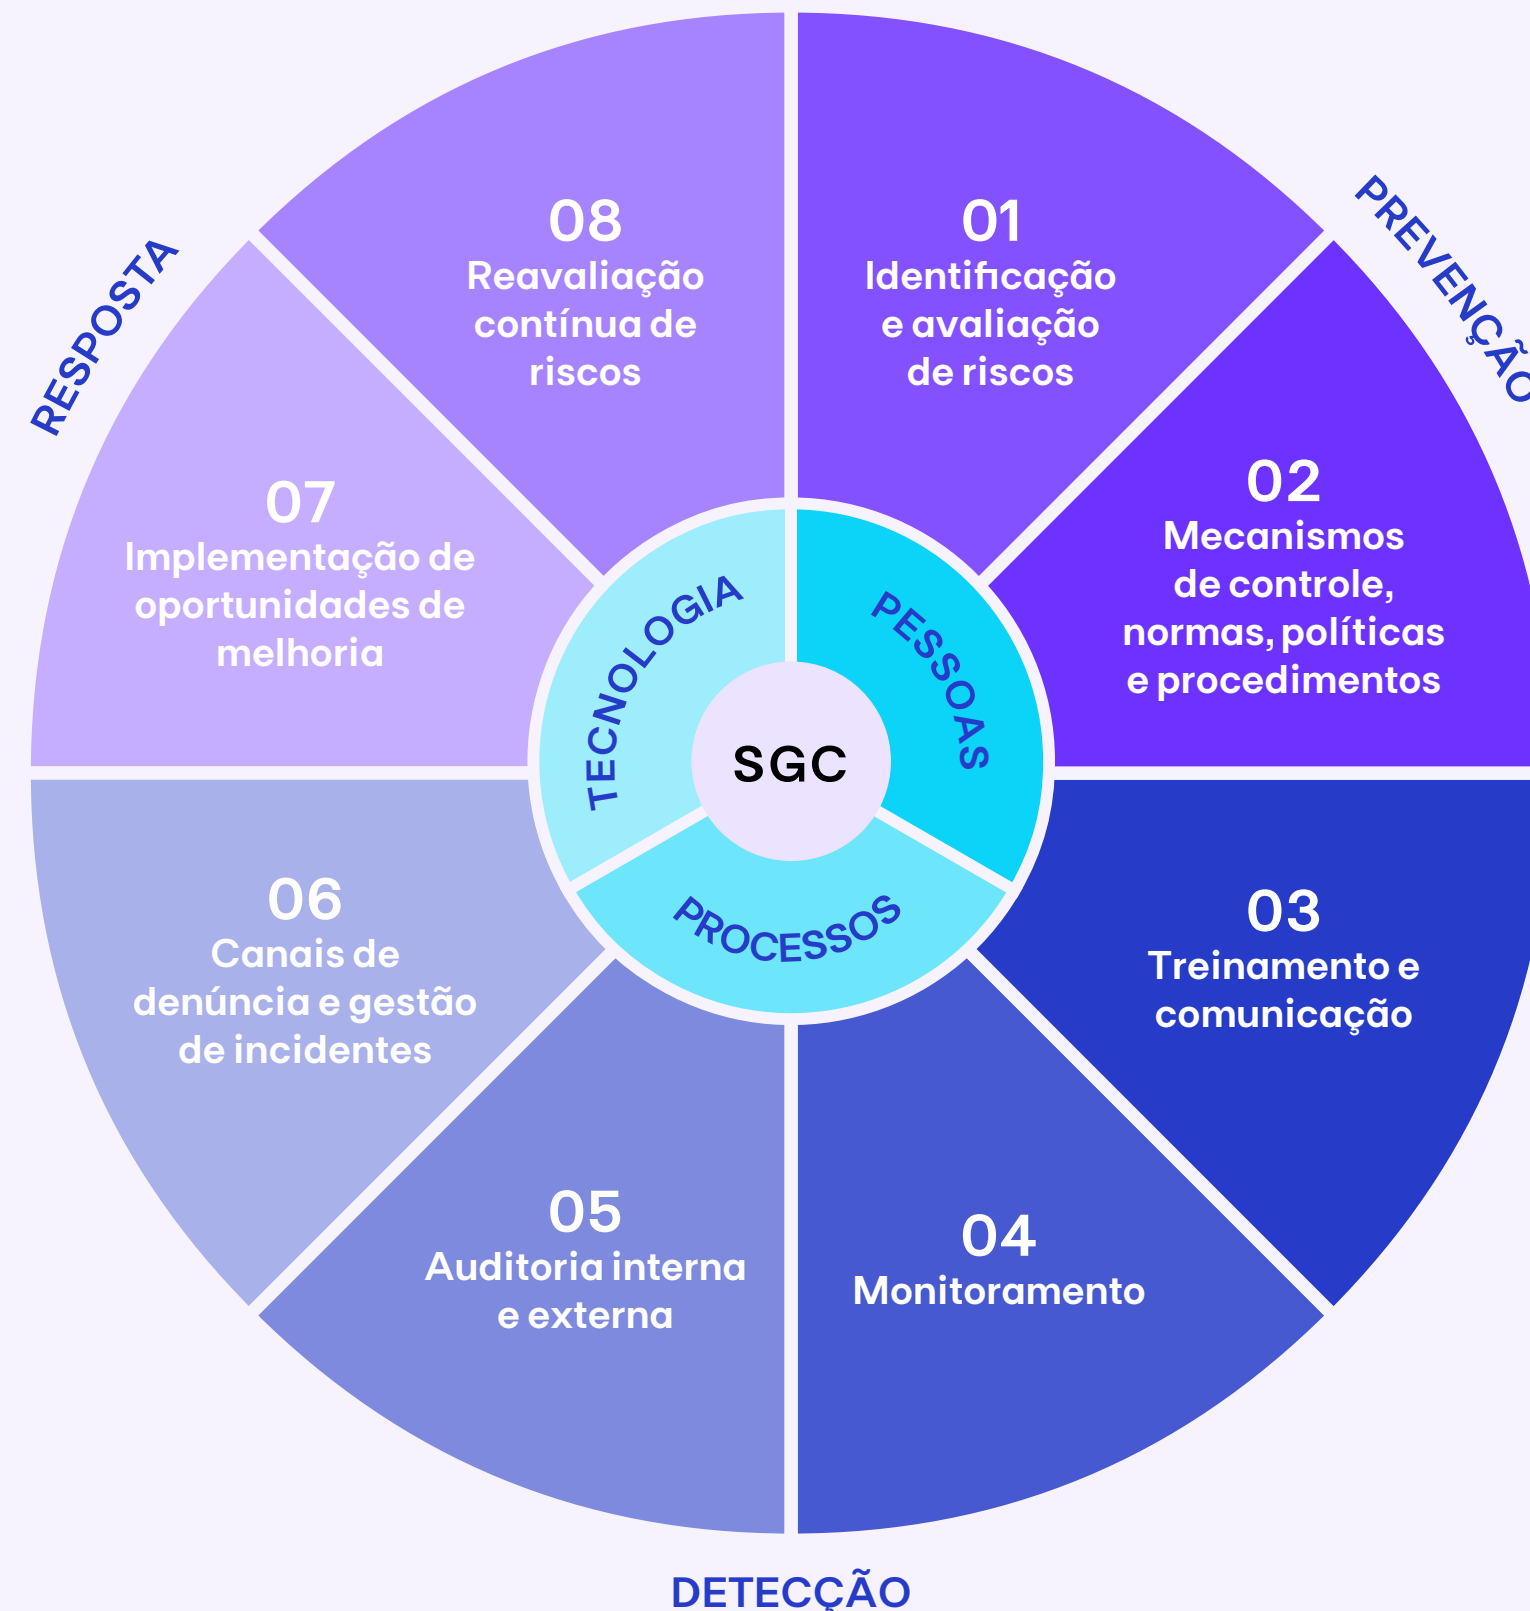 PREVENÇÃO
01
Identificação
e avaliação
de riscos
02
Mecanismos
de controle,
normas, políticas
e procedimentos
03
Treinamento e
comunicação
04
Monitoramento
DETECÇÃO
05
Auditoria interna
e externa
06
Canais de
denúncia e gestão
de incidentes
RESPOSTA
07
Implementação de
oportunidades de
melhoria
08
Reavaliação
contínua de
riscos
TECNOLOGIA
PESSOAS
PROCESSOS
SGC